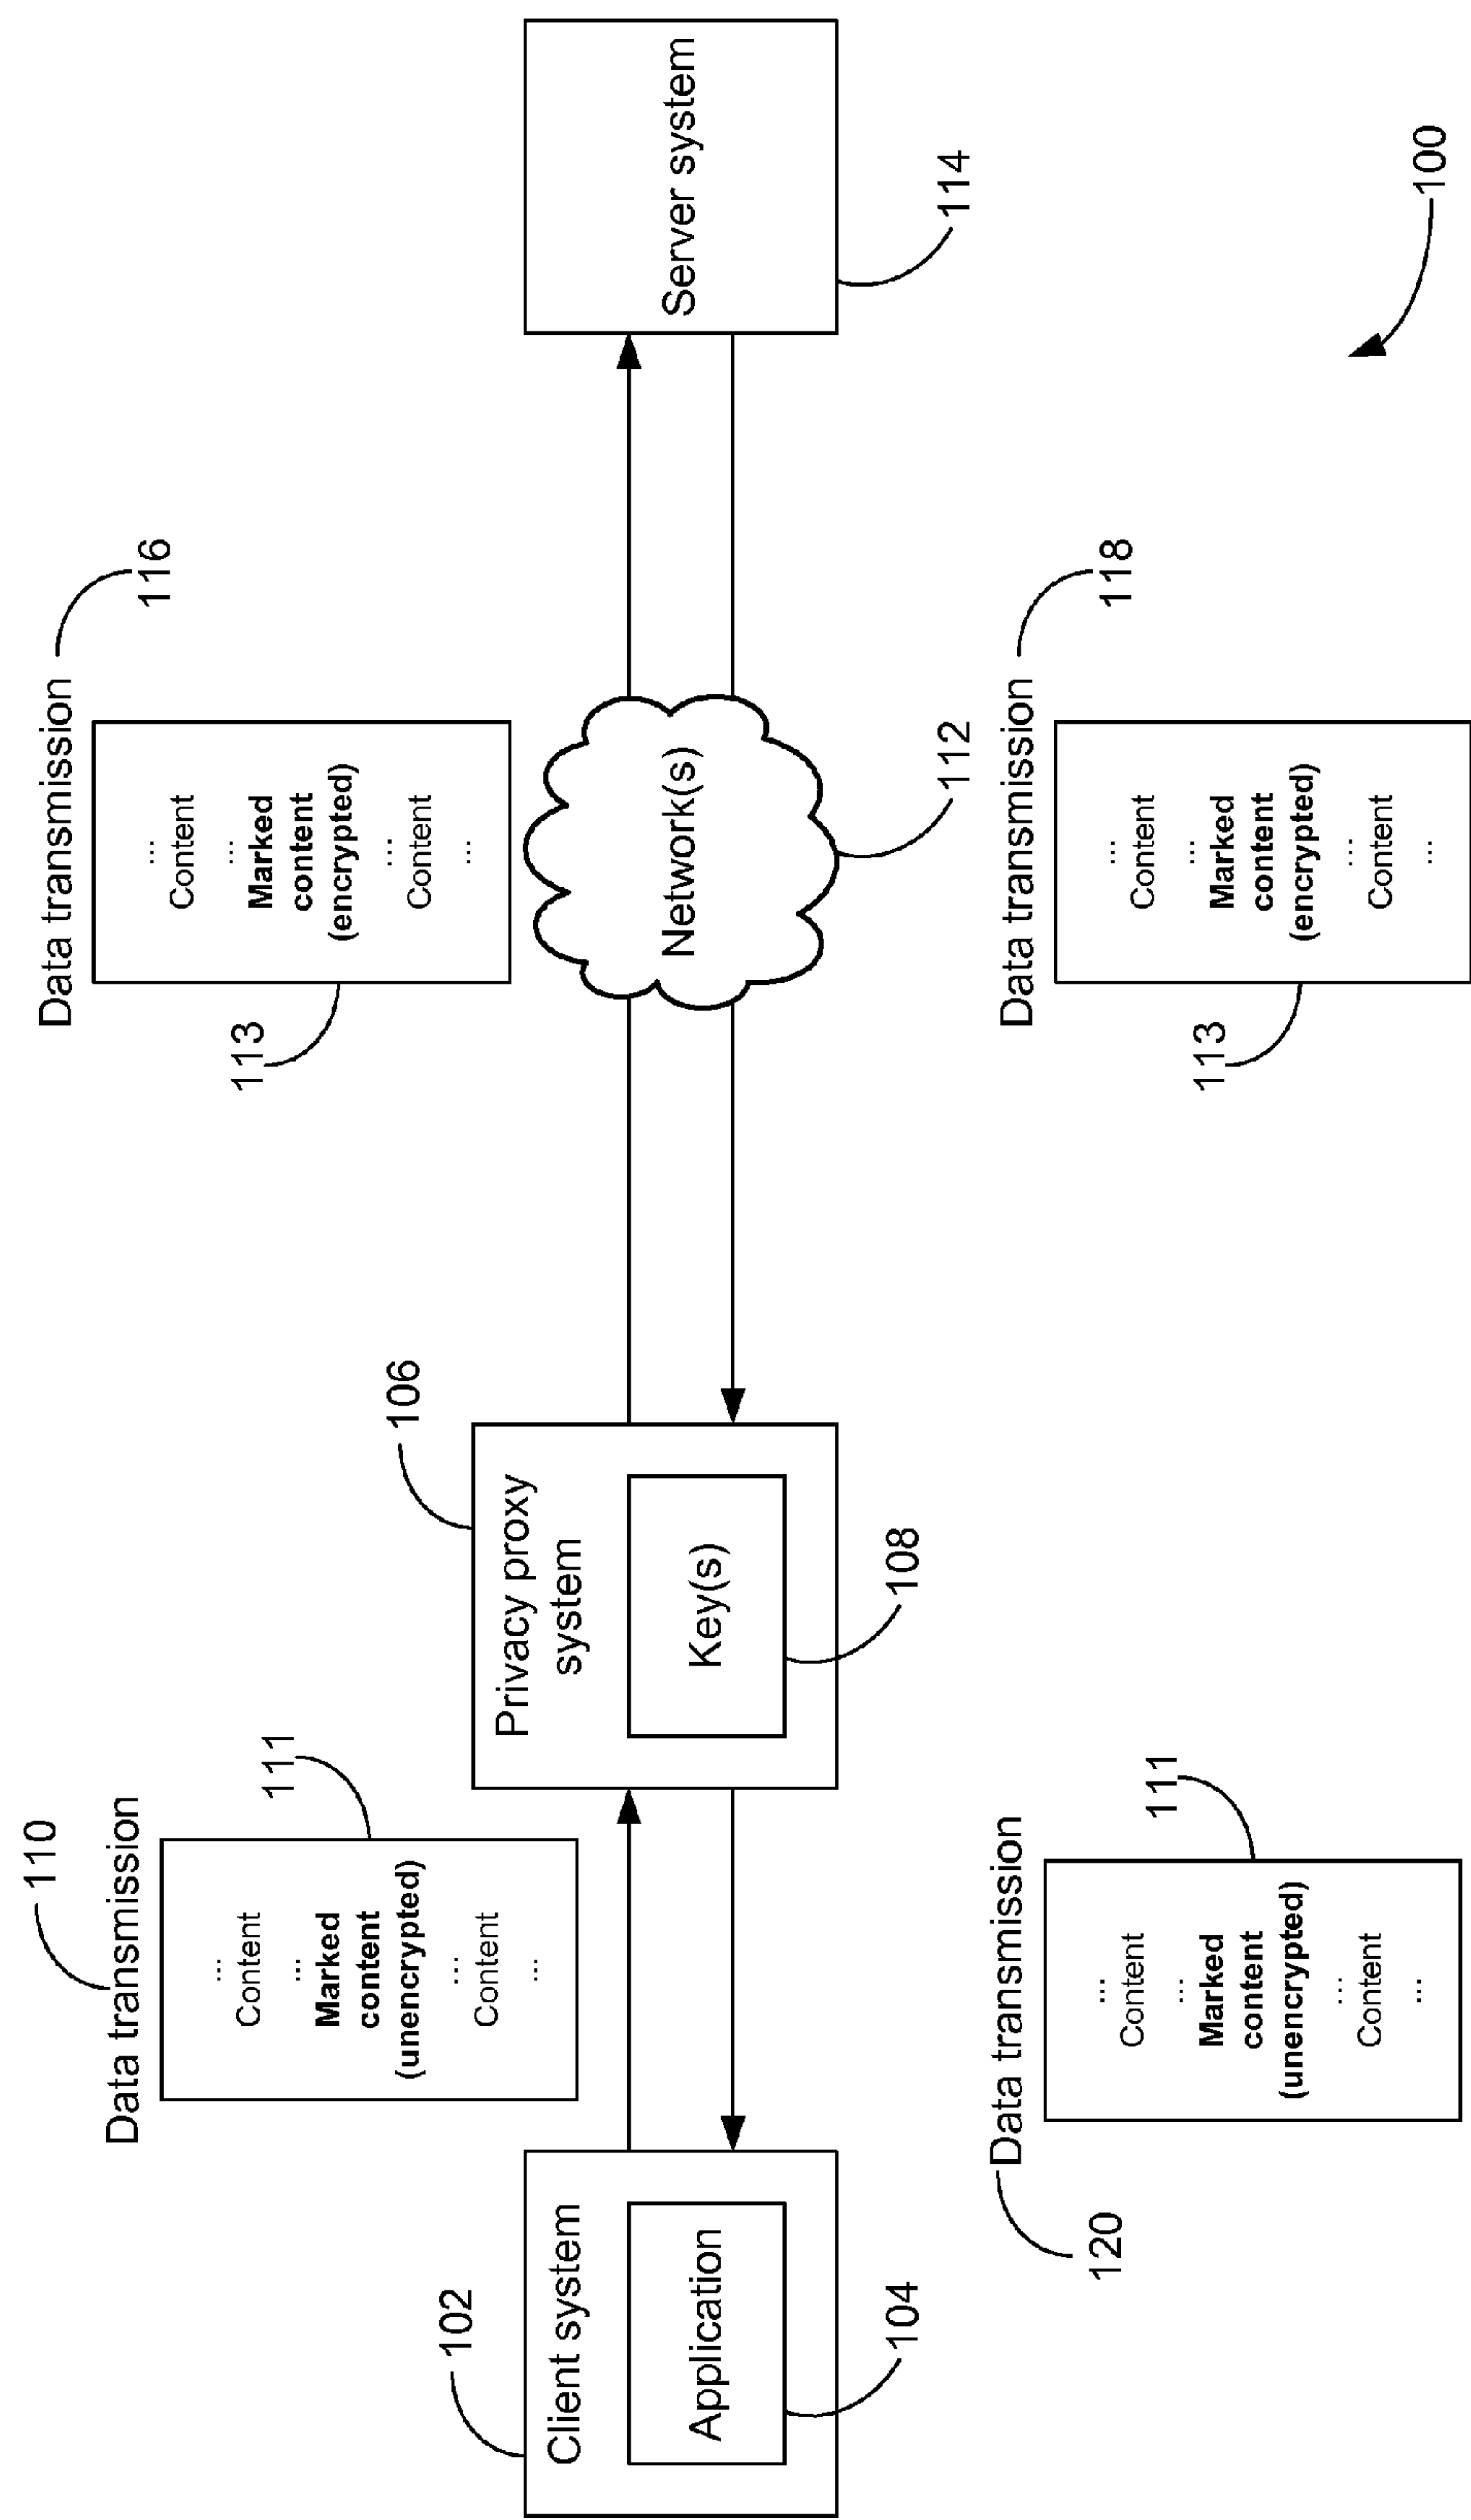 110
Data transmission
...
Content
...
Marked
content
(unencrypted)
...
Content
...
111
Data transmission
116
...
Content
...
Marked
content
(encrypted)
...
Content
...
113
102
Client system
Application
104
106
Privacy proxy
system
Key(s)
108
Network(s)
112
Server system
114
120
Data transmission
...
Content
...
Marked
content
(unencrypted)
...
Content
...
111
Data transmission
118
...
Content
...
Marked
content
(encrypted)
...
Content
...
113
100